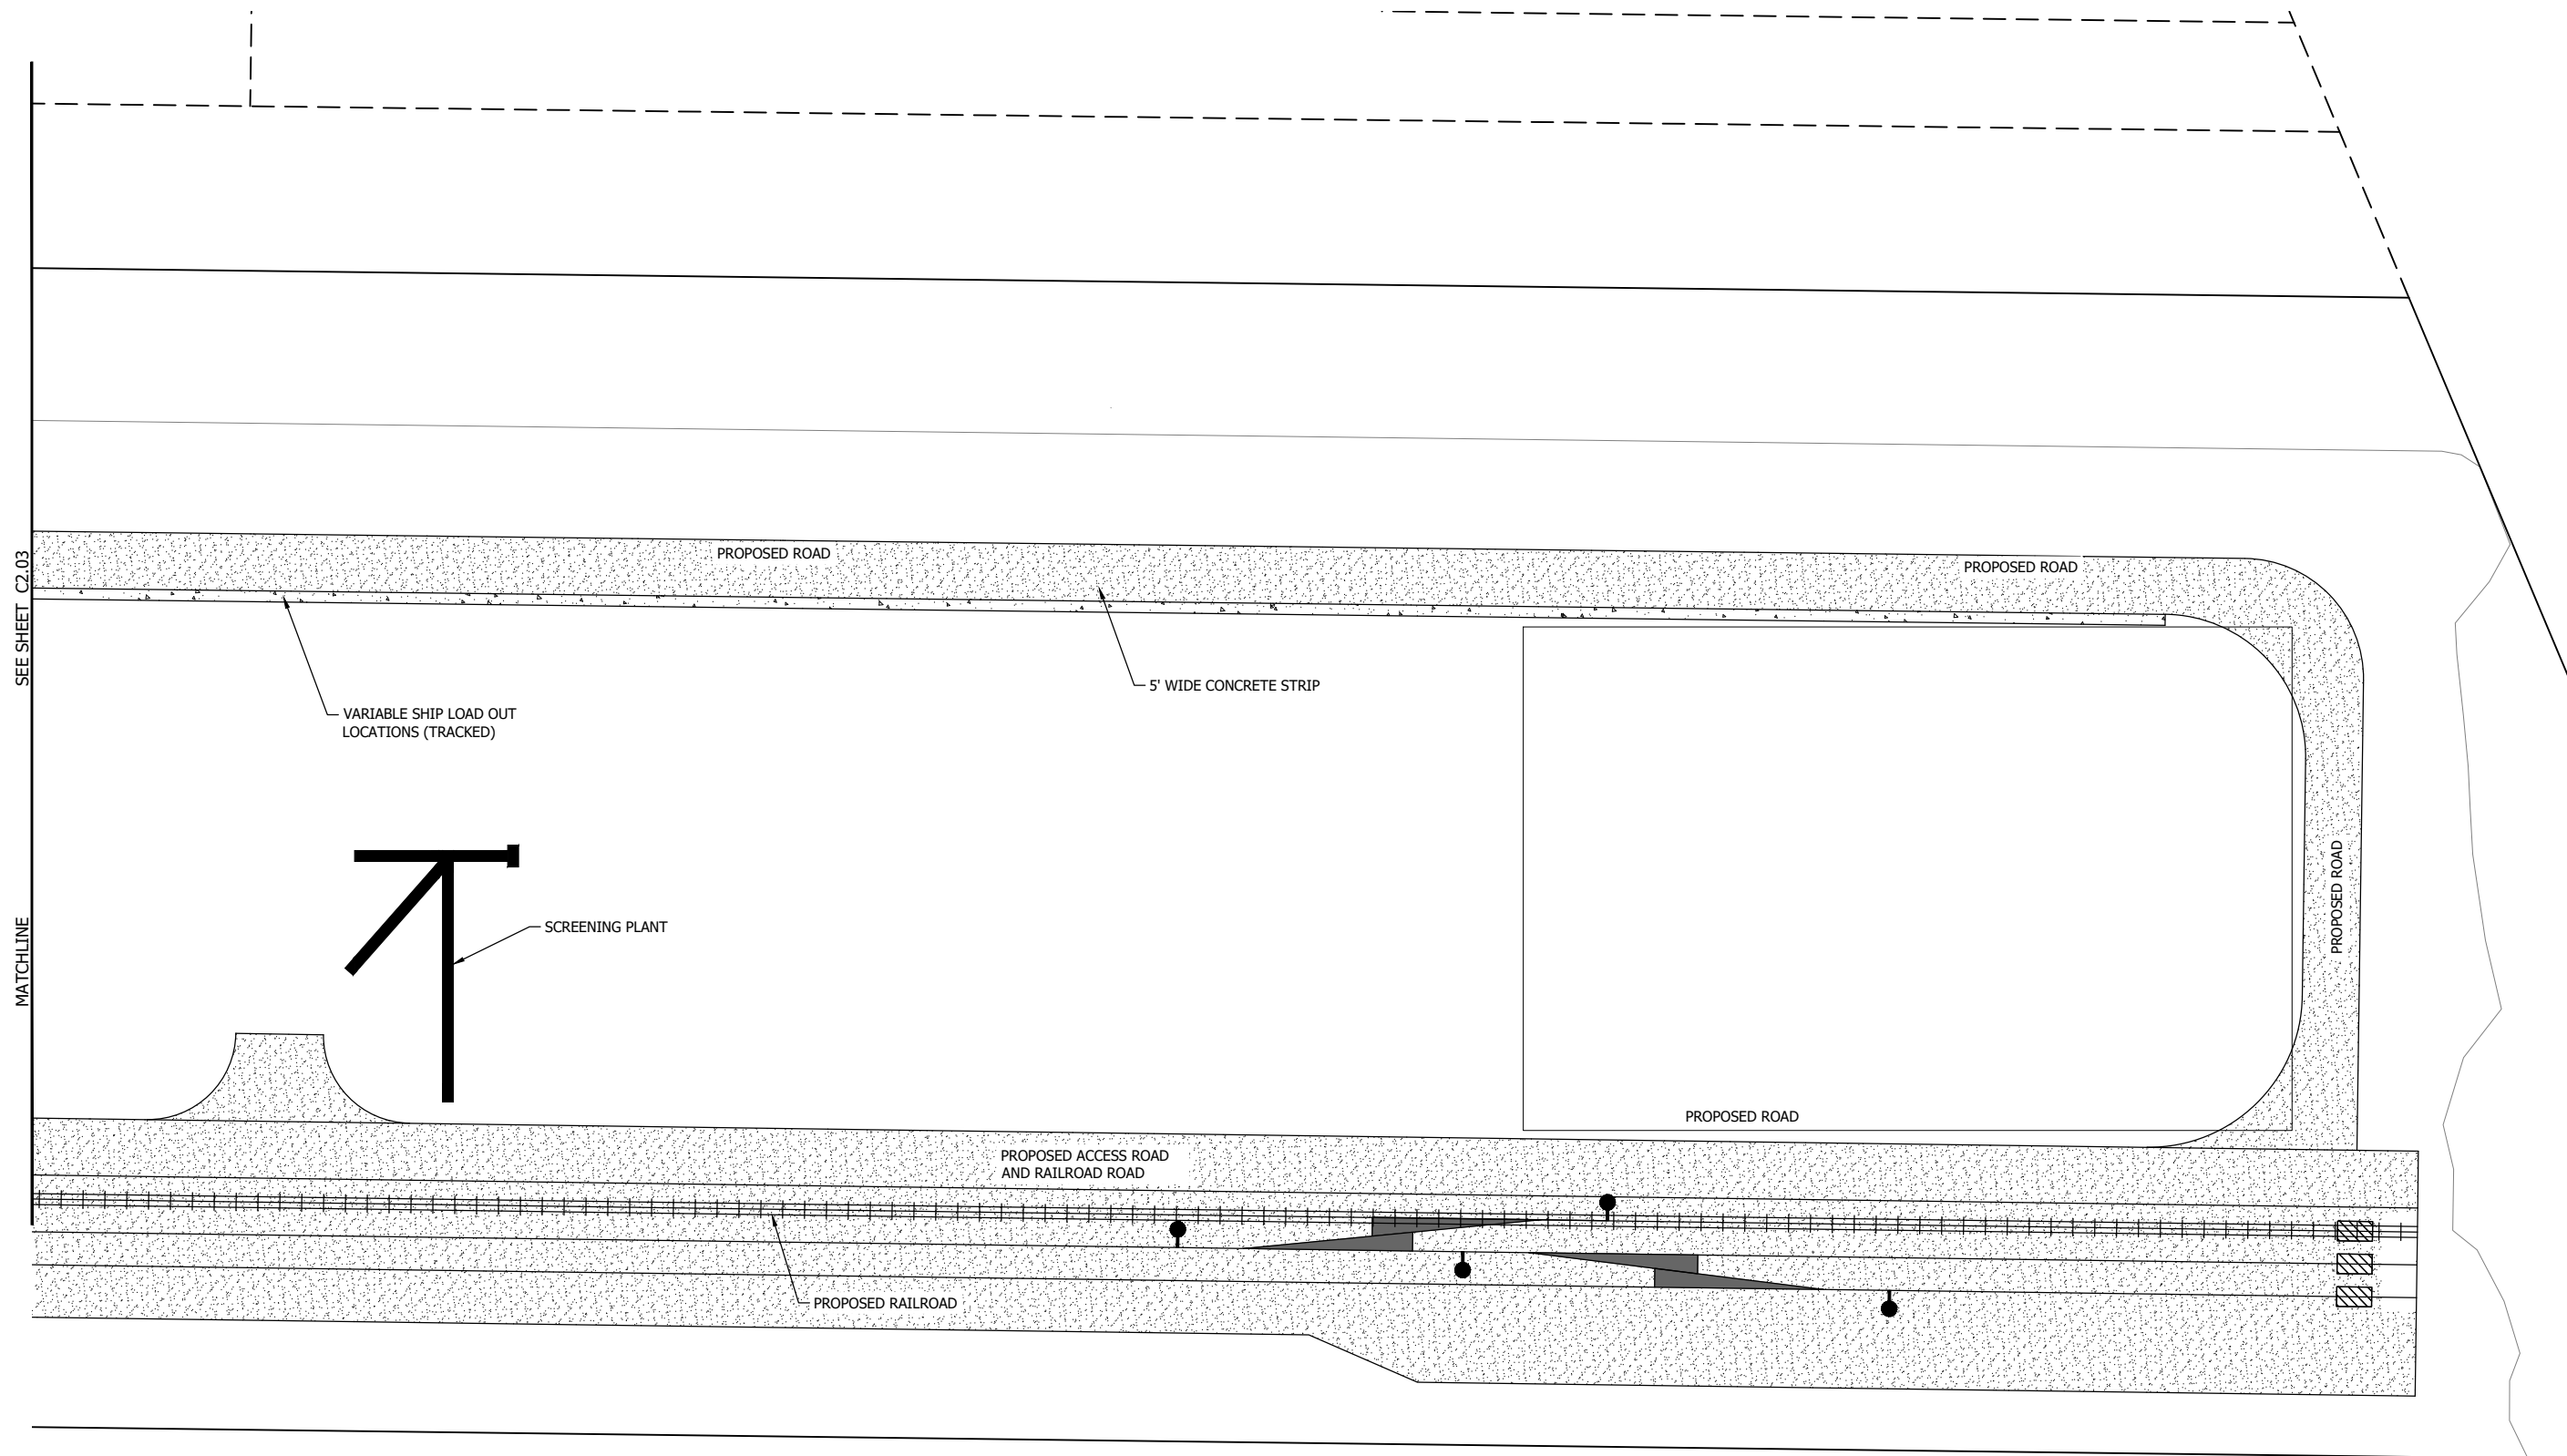 PROPOSED ROAD
PROPOSED ROAD
SEE SHEET  C2.03
5' WIDE CONCRETE STRIP
VARIABLE SHIP LOAD OUT
LOCATIONS (TRACKED)
PROPOSED ROAD
SCREENING PLANT
MATCHLINE
PROPOSED ROAD
PROPOSED ACCESS ROAD
AND RAILROAD ROAD
PROPOSED RAILROAD